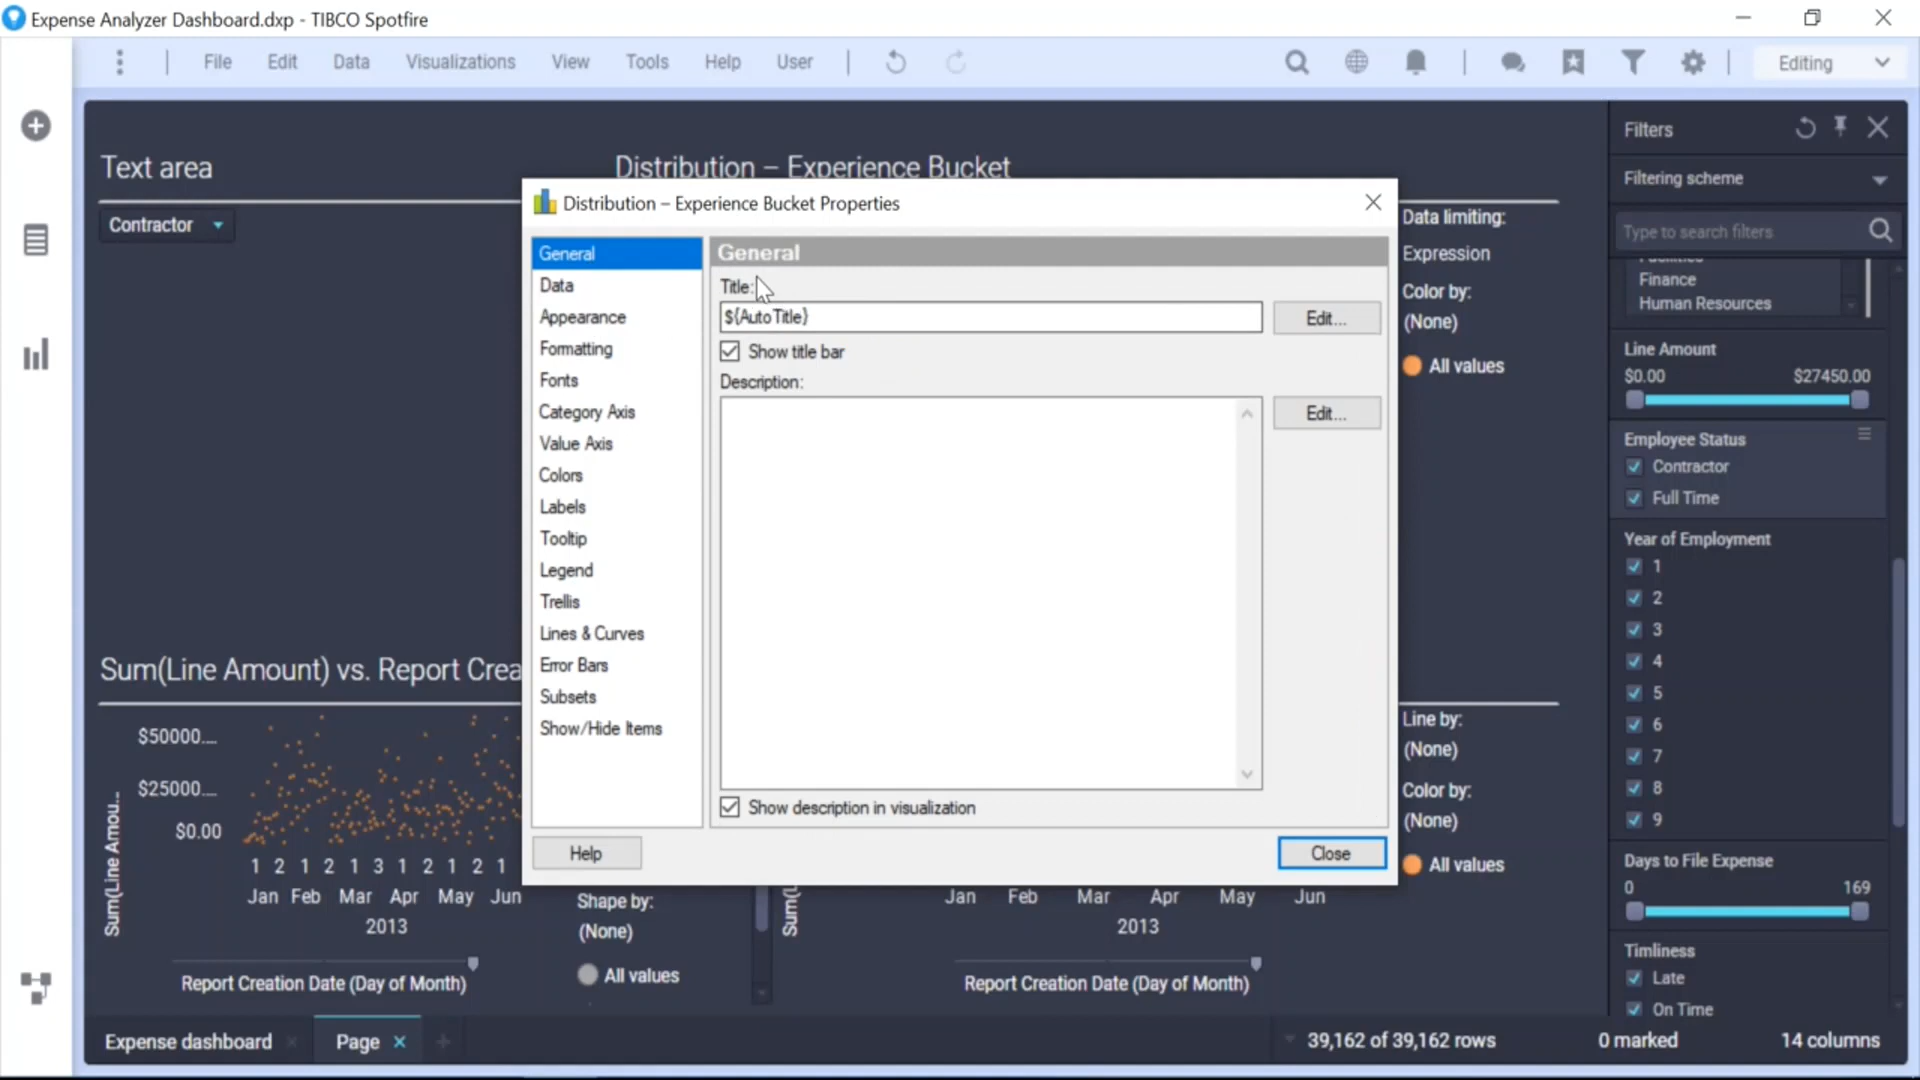 Expense Analyzer Dashboard.dxp - TIBCO Spotfire
File Edit Data Visualizations View Tools Help User Editing
Text area
Distribution – Experience Bucket
Contractor
Distribution – Experience Bucket Properties
General
Data
Appearance
Formatting
Fonts
Category Axis
Value Axis
Colors
Labels
Tooltip
Legend
Trellis
Lines & Curves
Error Bars
Subsets
Show/Hide Items
General
Title:
${AutoTitle}
Edit...
Show title bar
Description:
Edit...
Show description in visualization
Help
Close
Data limiting:
Expression
Color by:
(None)
All values
Sum(Line Amount) vs. Report Crea
$50000....
$25000....
$0.00
Sum(Line Amou...
1 2 1 2 1 3 1 2 1 2 1
Jan Feb Mar Apr May Jun
2013
Report Creation Date (Day of Month)
Shape by:
(None)
All values
Jan Feb Mar Apr May Jun
2013
Report Creation Date (Day of Month)
Line by:
(None)
Color by:
(None)
All values
Filters
Filtering scheme
Type to search filters
Facilities
Finance
Human Resources
Line Amount
$0.00 $27450.00
Employee Status
Contractor
Full Time
Year of Employment
1
2
3
4
5
6
7
8
9
Days to File Expense
0 169
Timliness
Late
On Time
Expense dashboard
Page
39,162 of 39,162 rows
0 marked
14 columns